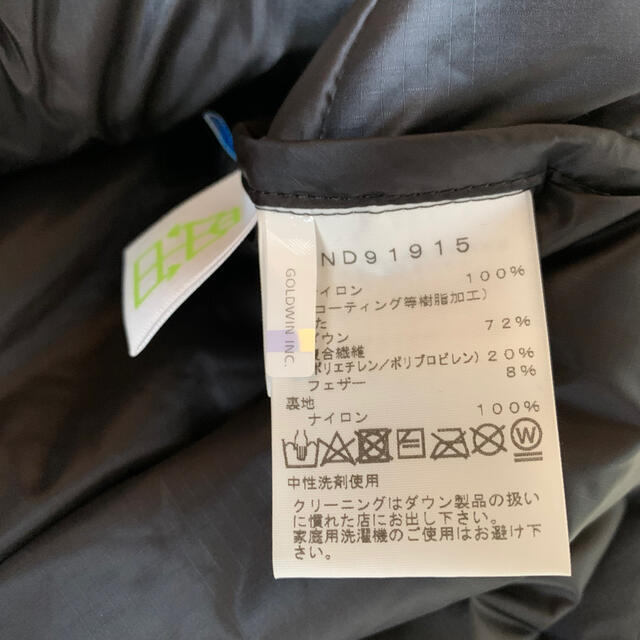 ND91915
ナイロン 100%
コーティング等樹脂加工)
た
ダウン 72%
複合繊維
ポリエチレン/ポリプロピレン) 20%
フェザー 8%
裏地
ナイロン 100%
中性洗剤使用
クリーニングはダウン製品の扱い
に慣れた店にお出し下さい。
家庭用洗濯機のご使用はお避け下
さい。
GOLDWIN INC.
W